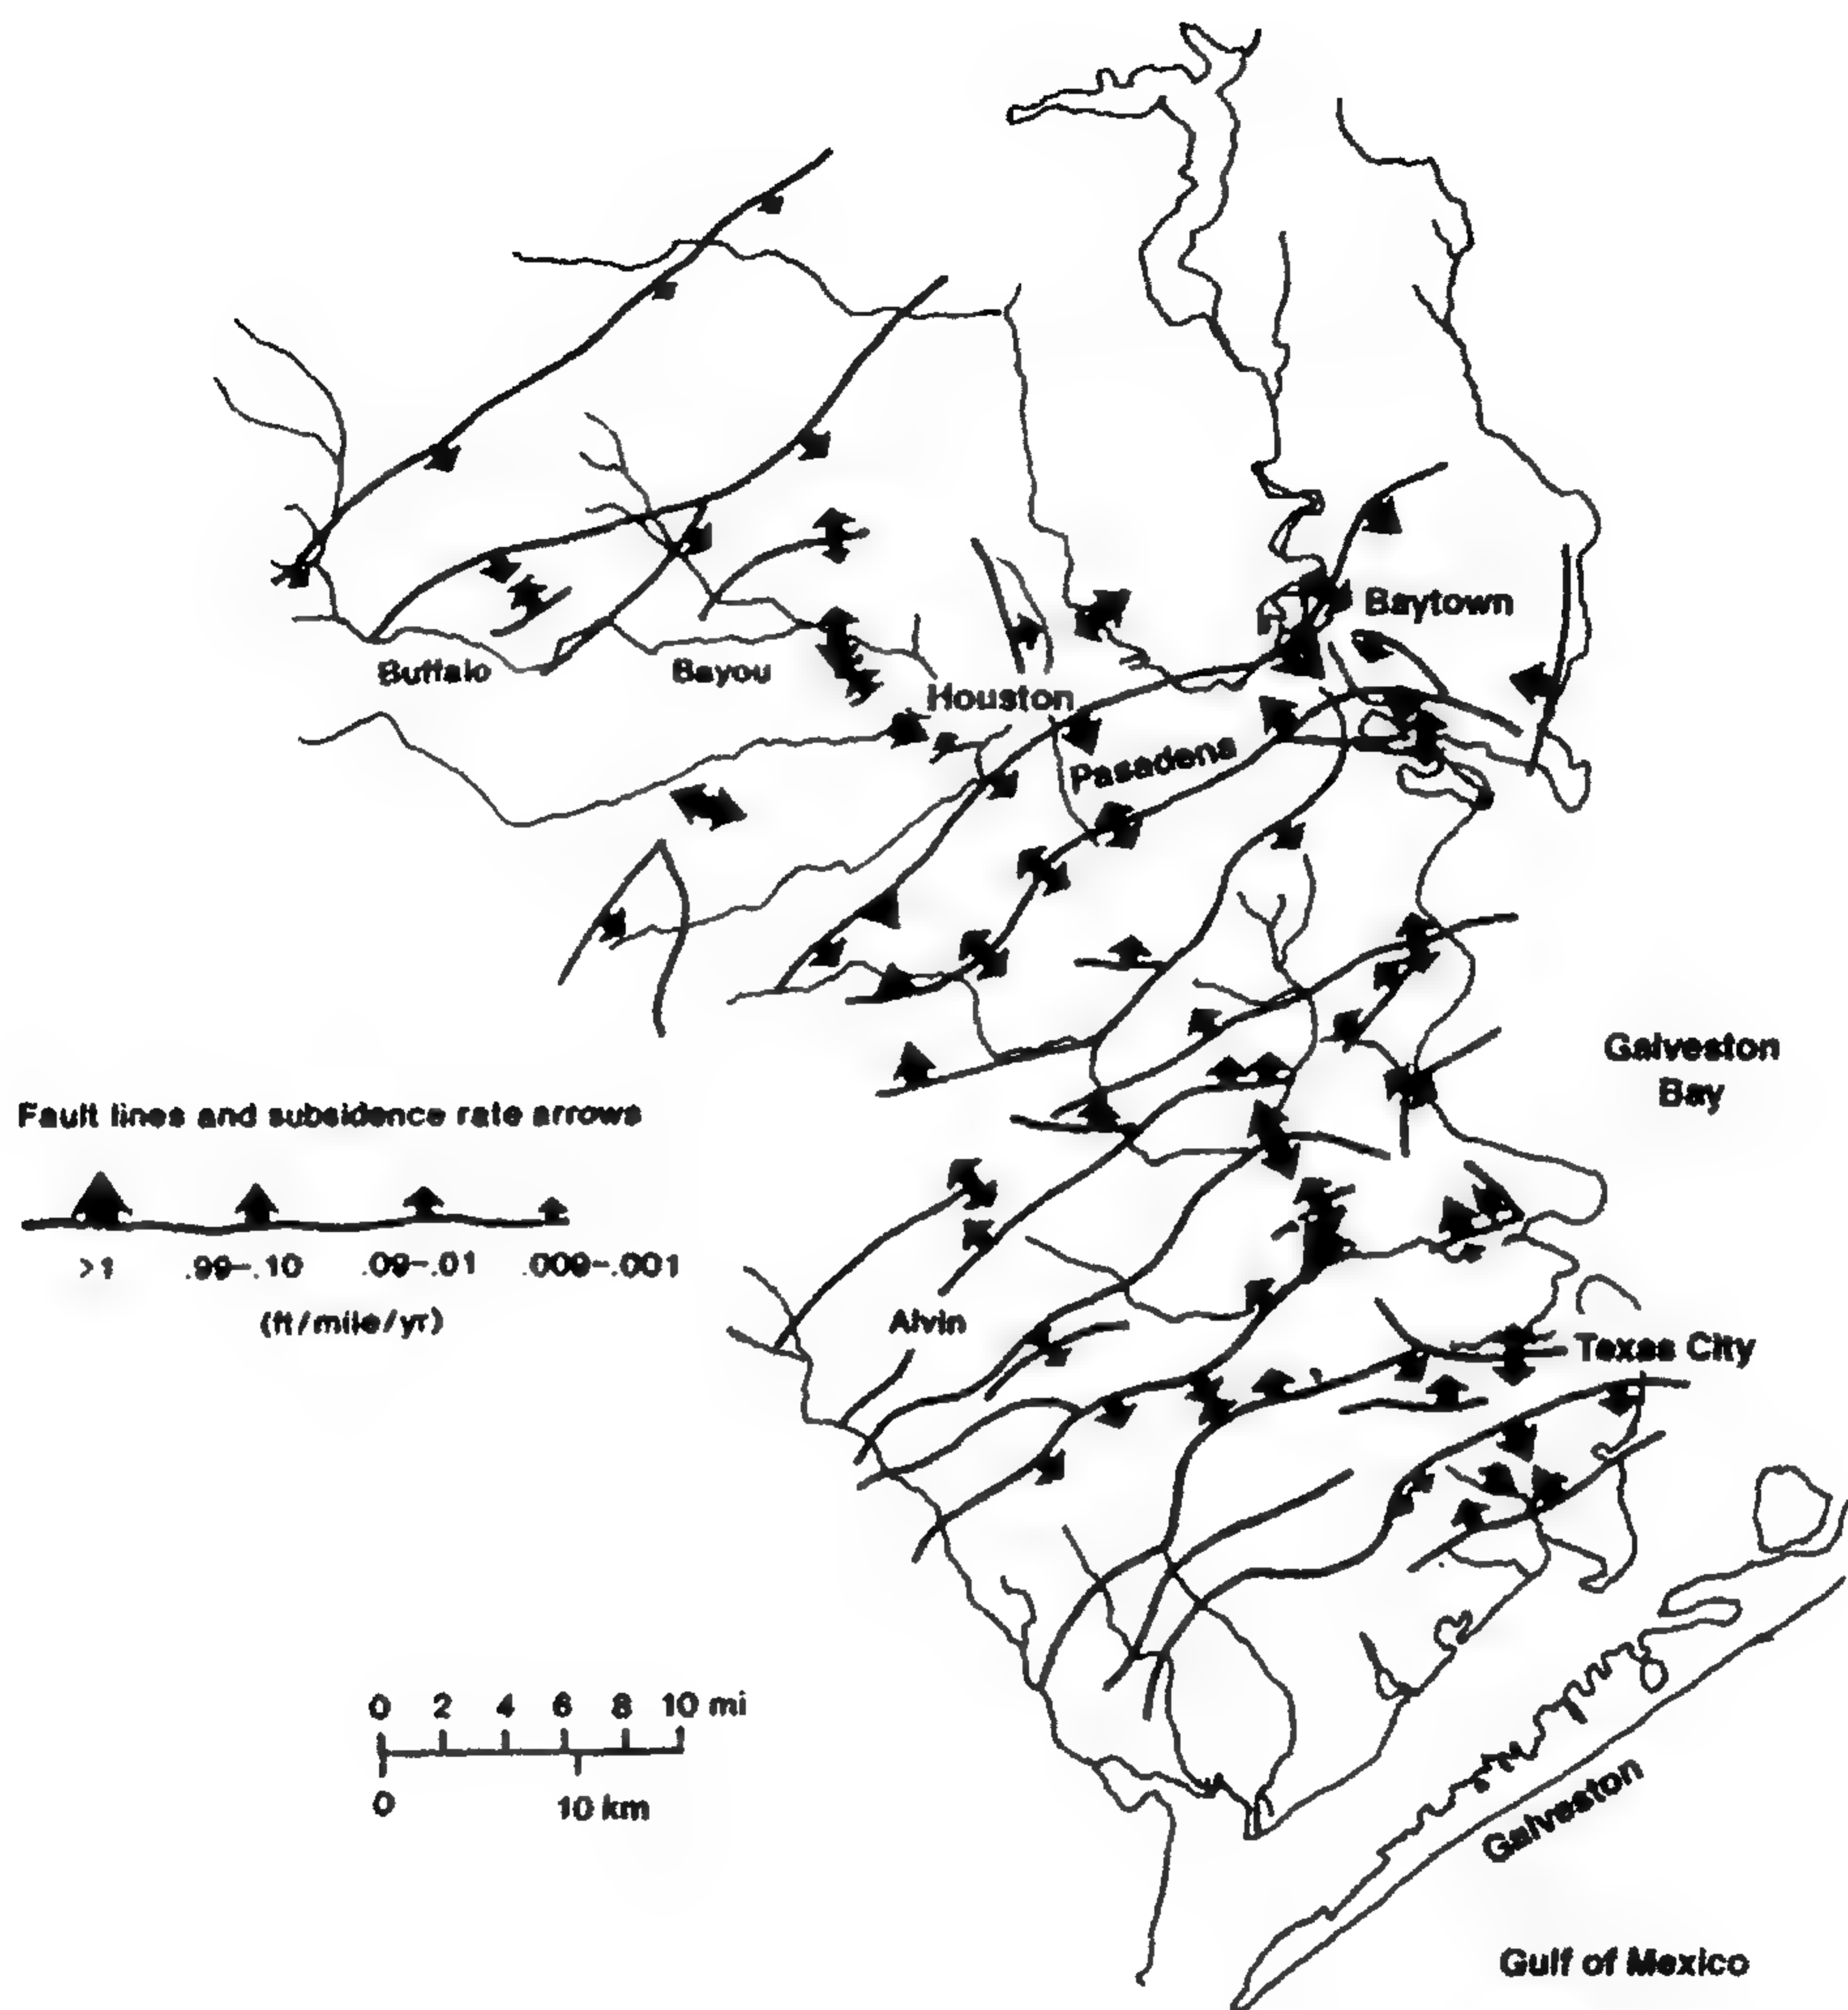 Baytown
Buffalo
Bayou
Houston
Pasadena
Galveston
Bay
Fault lines and subsidence rate arrows
>1 .99–.10 .09–.01 .009–.001
(ft/mile/yr)
Alvin
Texas City
0 2 4 6 8 10 mi
0 10 km
Galveston
Gulf of Mexico